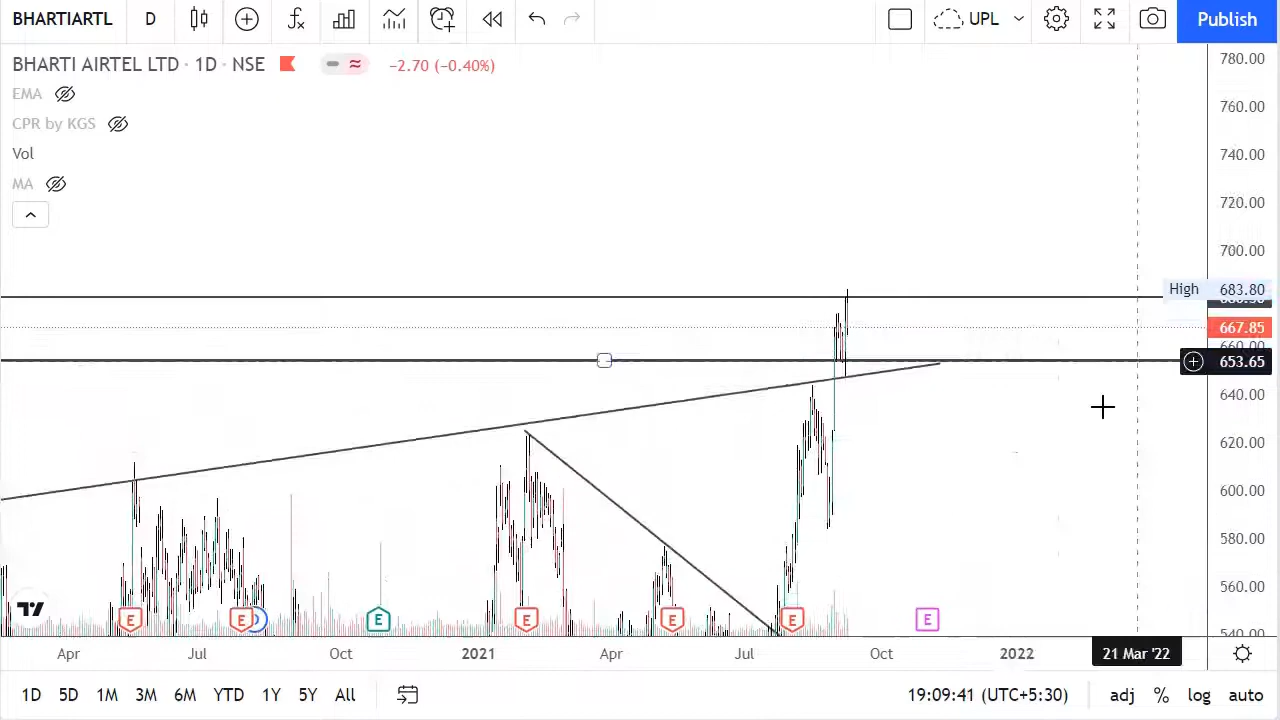 BHARTIARTL D UPL Publish
BHARTI AIRTEL LTD · 1D · NSE −2.70 (−0.40%)
EMA
CPR by KGS
Vol
MA
780.00
760.00
740.00
720.00
700.00
High 683.80
667.85
660.00
653.65
640.00
620.00
600.00
580.00
560.00
540.00
E E D E E E E E
Apr Jul Oct 2021 Apr Jul Oct 2022 21 Mar '22
1D 5D 1M 3M 6M YTD 1Y 5Y All 19:09:41 (UTC+5:30) adj % log auto